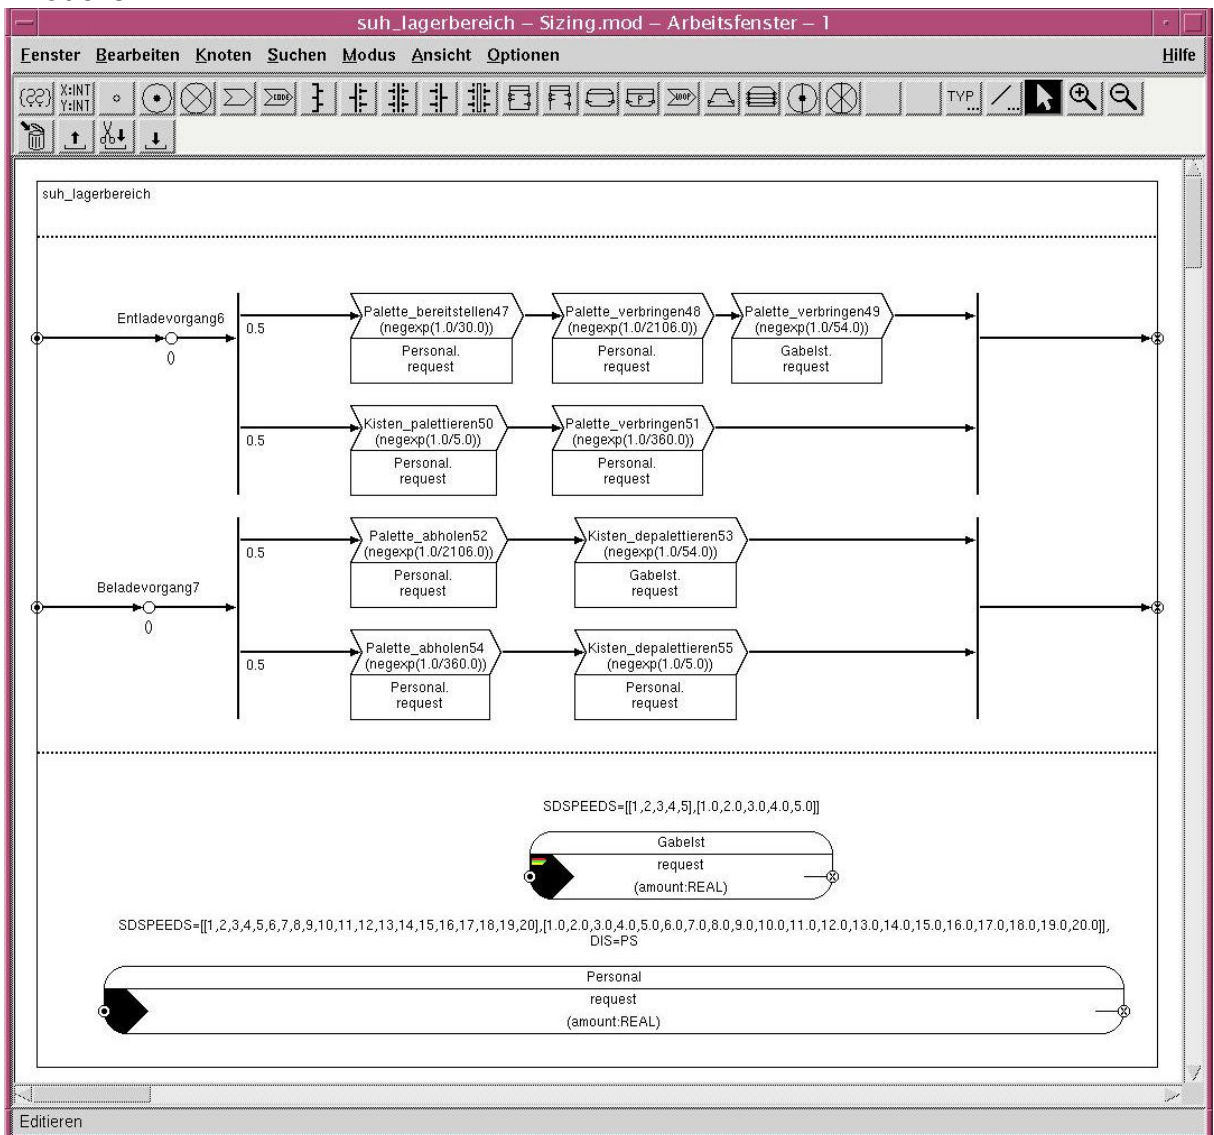 suh_lagerbereich – Sizing.mod – Arbeitsfenster – 1
Fenster Bearbeiten Knoten Suchen Modus Ansicht Optionen Hilfe
(??) X:INT
Y:INT
CODE
P
LOOP
TYP
...
...
suh_lagerbereich
Entladevorgang6
()
0.5
Palette_bereitstellen47
(negexp(1.0/30.0))
Personal.
request
Palette_verbringen48
(negexp(1.0/2106.0))
Personal.
request
Palette_verbringen49
(negexp(1.0/54.0))
Gabelst.
request
0.5
Kisten_palettieren50
(negexp(1.0/5.0))
Personal.
request
Palette_verbringen51
(negexp(1.0/360.0))
Personal.
request
Beladevorgang7
()
0.5
Palette_abholen52
(negexp(1.0/2106.0))
Personal.
request
Kisten_depalettieren53
(negexp(1.0/54.0))
Gabelst.
request
0.5
Palette_abholen54
(negexp(1.0/360.0))
Personal.
request
Kisten_depalettieren55
(negexp(1.0/5.0))
Personal.
request
SDSPEEDS=[[1,2,3,4,5],[1.0,2.0,3.0,4.0,5.0]]
Gabelst
request
(amount:REAL)
SDSPEEDS=[[1,2,3,4,5,6,7,8,9,10,11,12,13,14,15,16,17,18,19,20],[1.0,2.0,3.0,4.0,5.0,6.0,7.0,8.0,9.0,10.0,11.0,12.0,13.0,14.0,15.0,16.0,17.0,18.0,19.0,20.0]],
DIS=PS
Personal
request
(amount:REAL)
Editieren